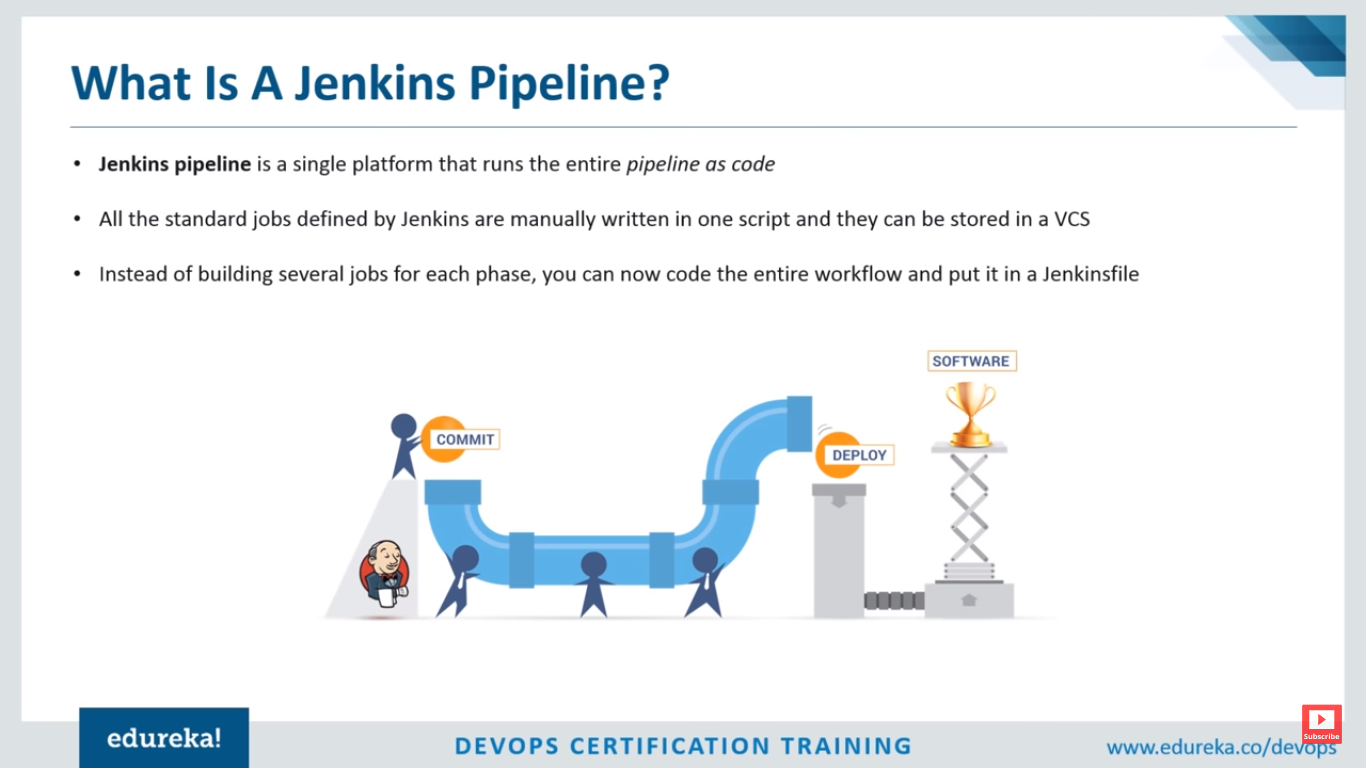 What Is A Jenkins Pipeline?
• Jenkins pipeline is a single platform that runs the entire pipeline as code
• All the standard jobs defined by Jenkins are manually written in one script and they can be stored in a VCS
• Instead of building several jobs for each phase, you can now code the entire workflow and put it in a Jenkinsfile
SOFTWARE
COMMIT
DEPLOY
edureka!
DEVOPS CERTIFICATION TRAINING
www.edureka.co/devops
Subscribe